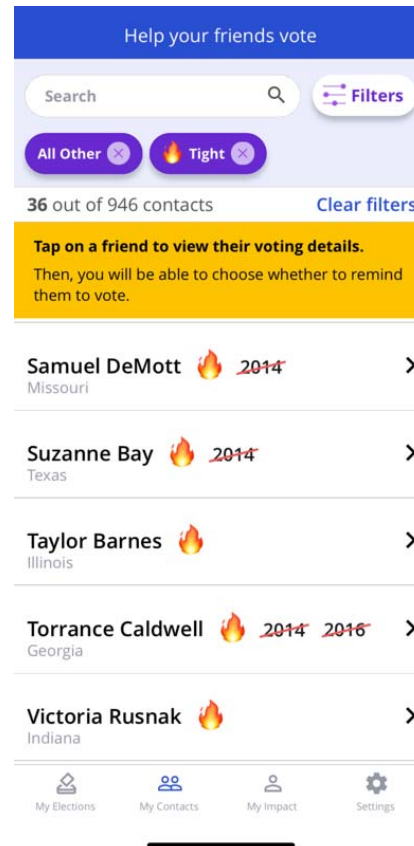 Help your friends vote
Search
Filters
All Other
Tight
36 out of 946 contacts
Clear filters
Tap on a friend to view their voting details.
Then, you will be able to choose whether to remind
them to vote.
Samuel DeMott 2014
Missouri
Suzanne Bay 2014
Texas
Taylor Barnes
Illinois
Torrance Caldwell 2014 2016
Georgia
Victoria Rusnak
Indiana
My Elections
My Contacts
My Impact
Settings